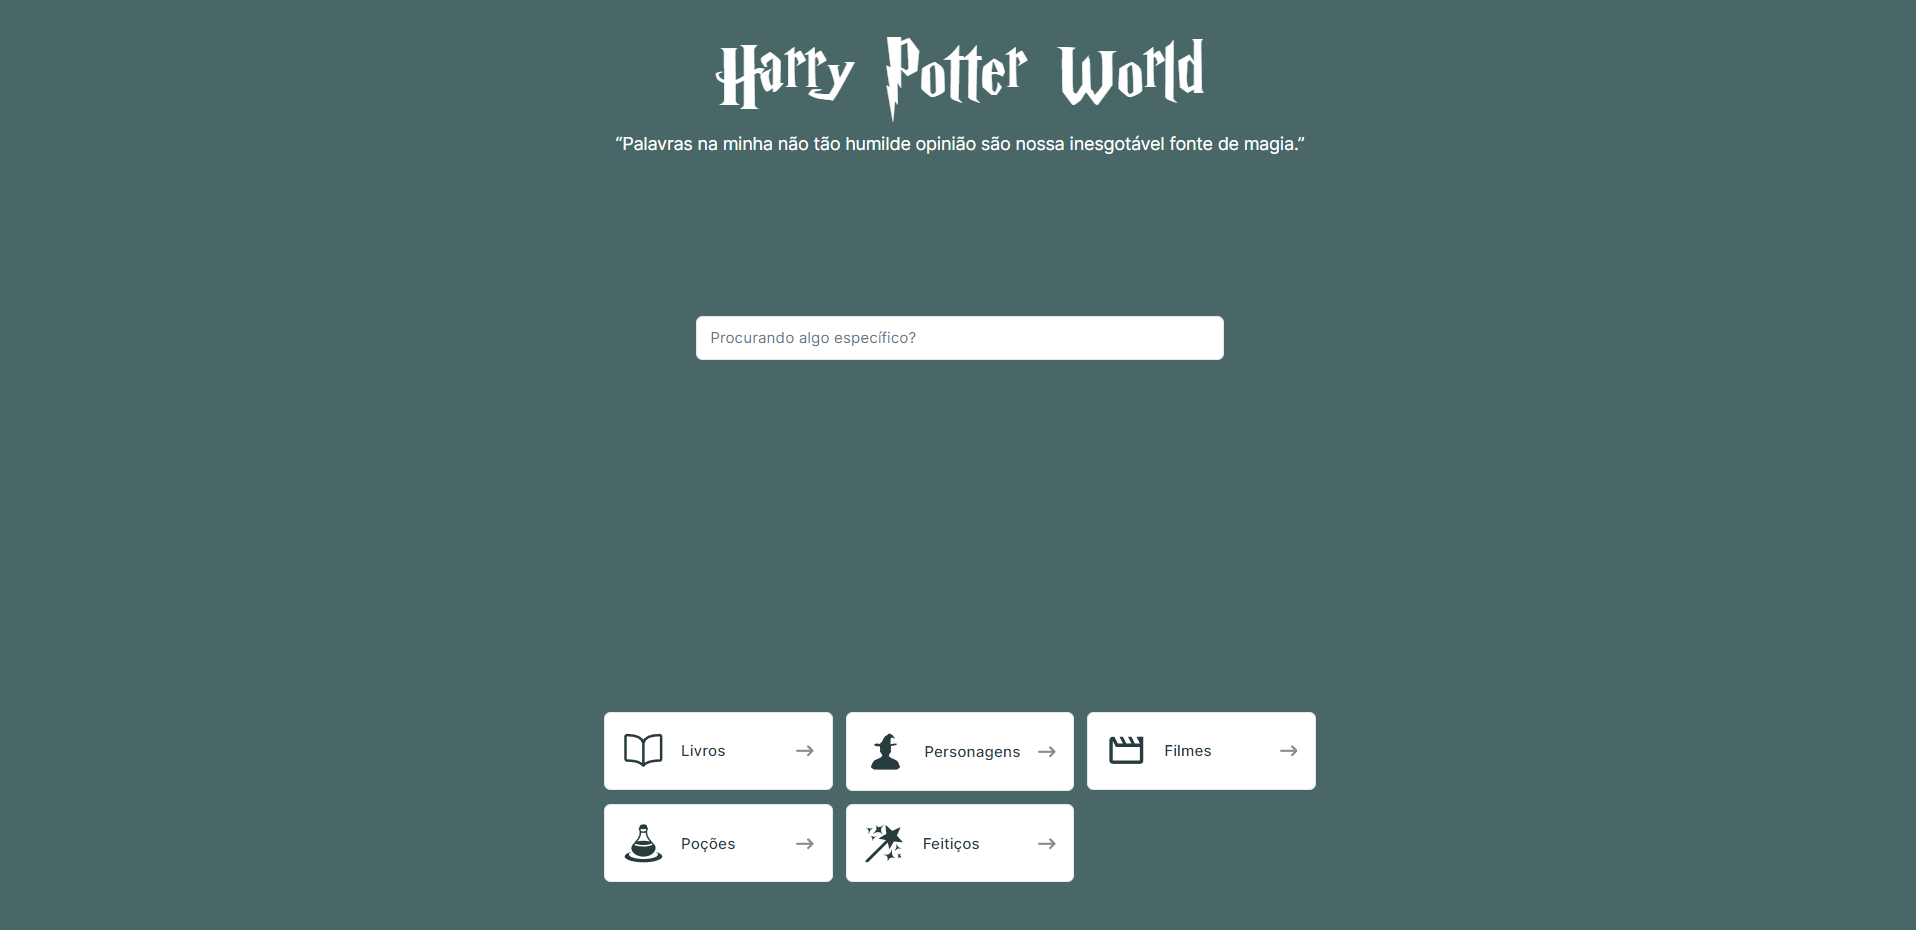 Harry Potter World
“Palavras na minha não tão humilde opinião são nossa inesgotável fonte de magia.”
Procurando algo específico?
Livros
Personagens
Filmes
Poções
Feitiços